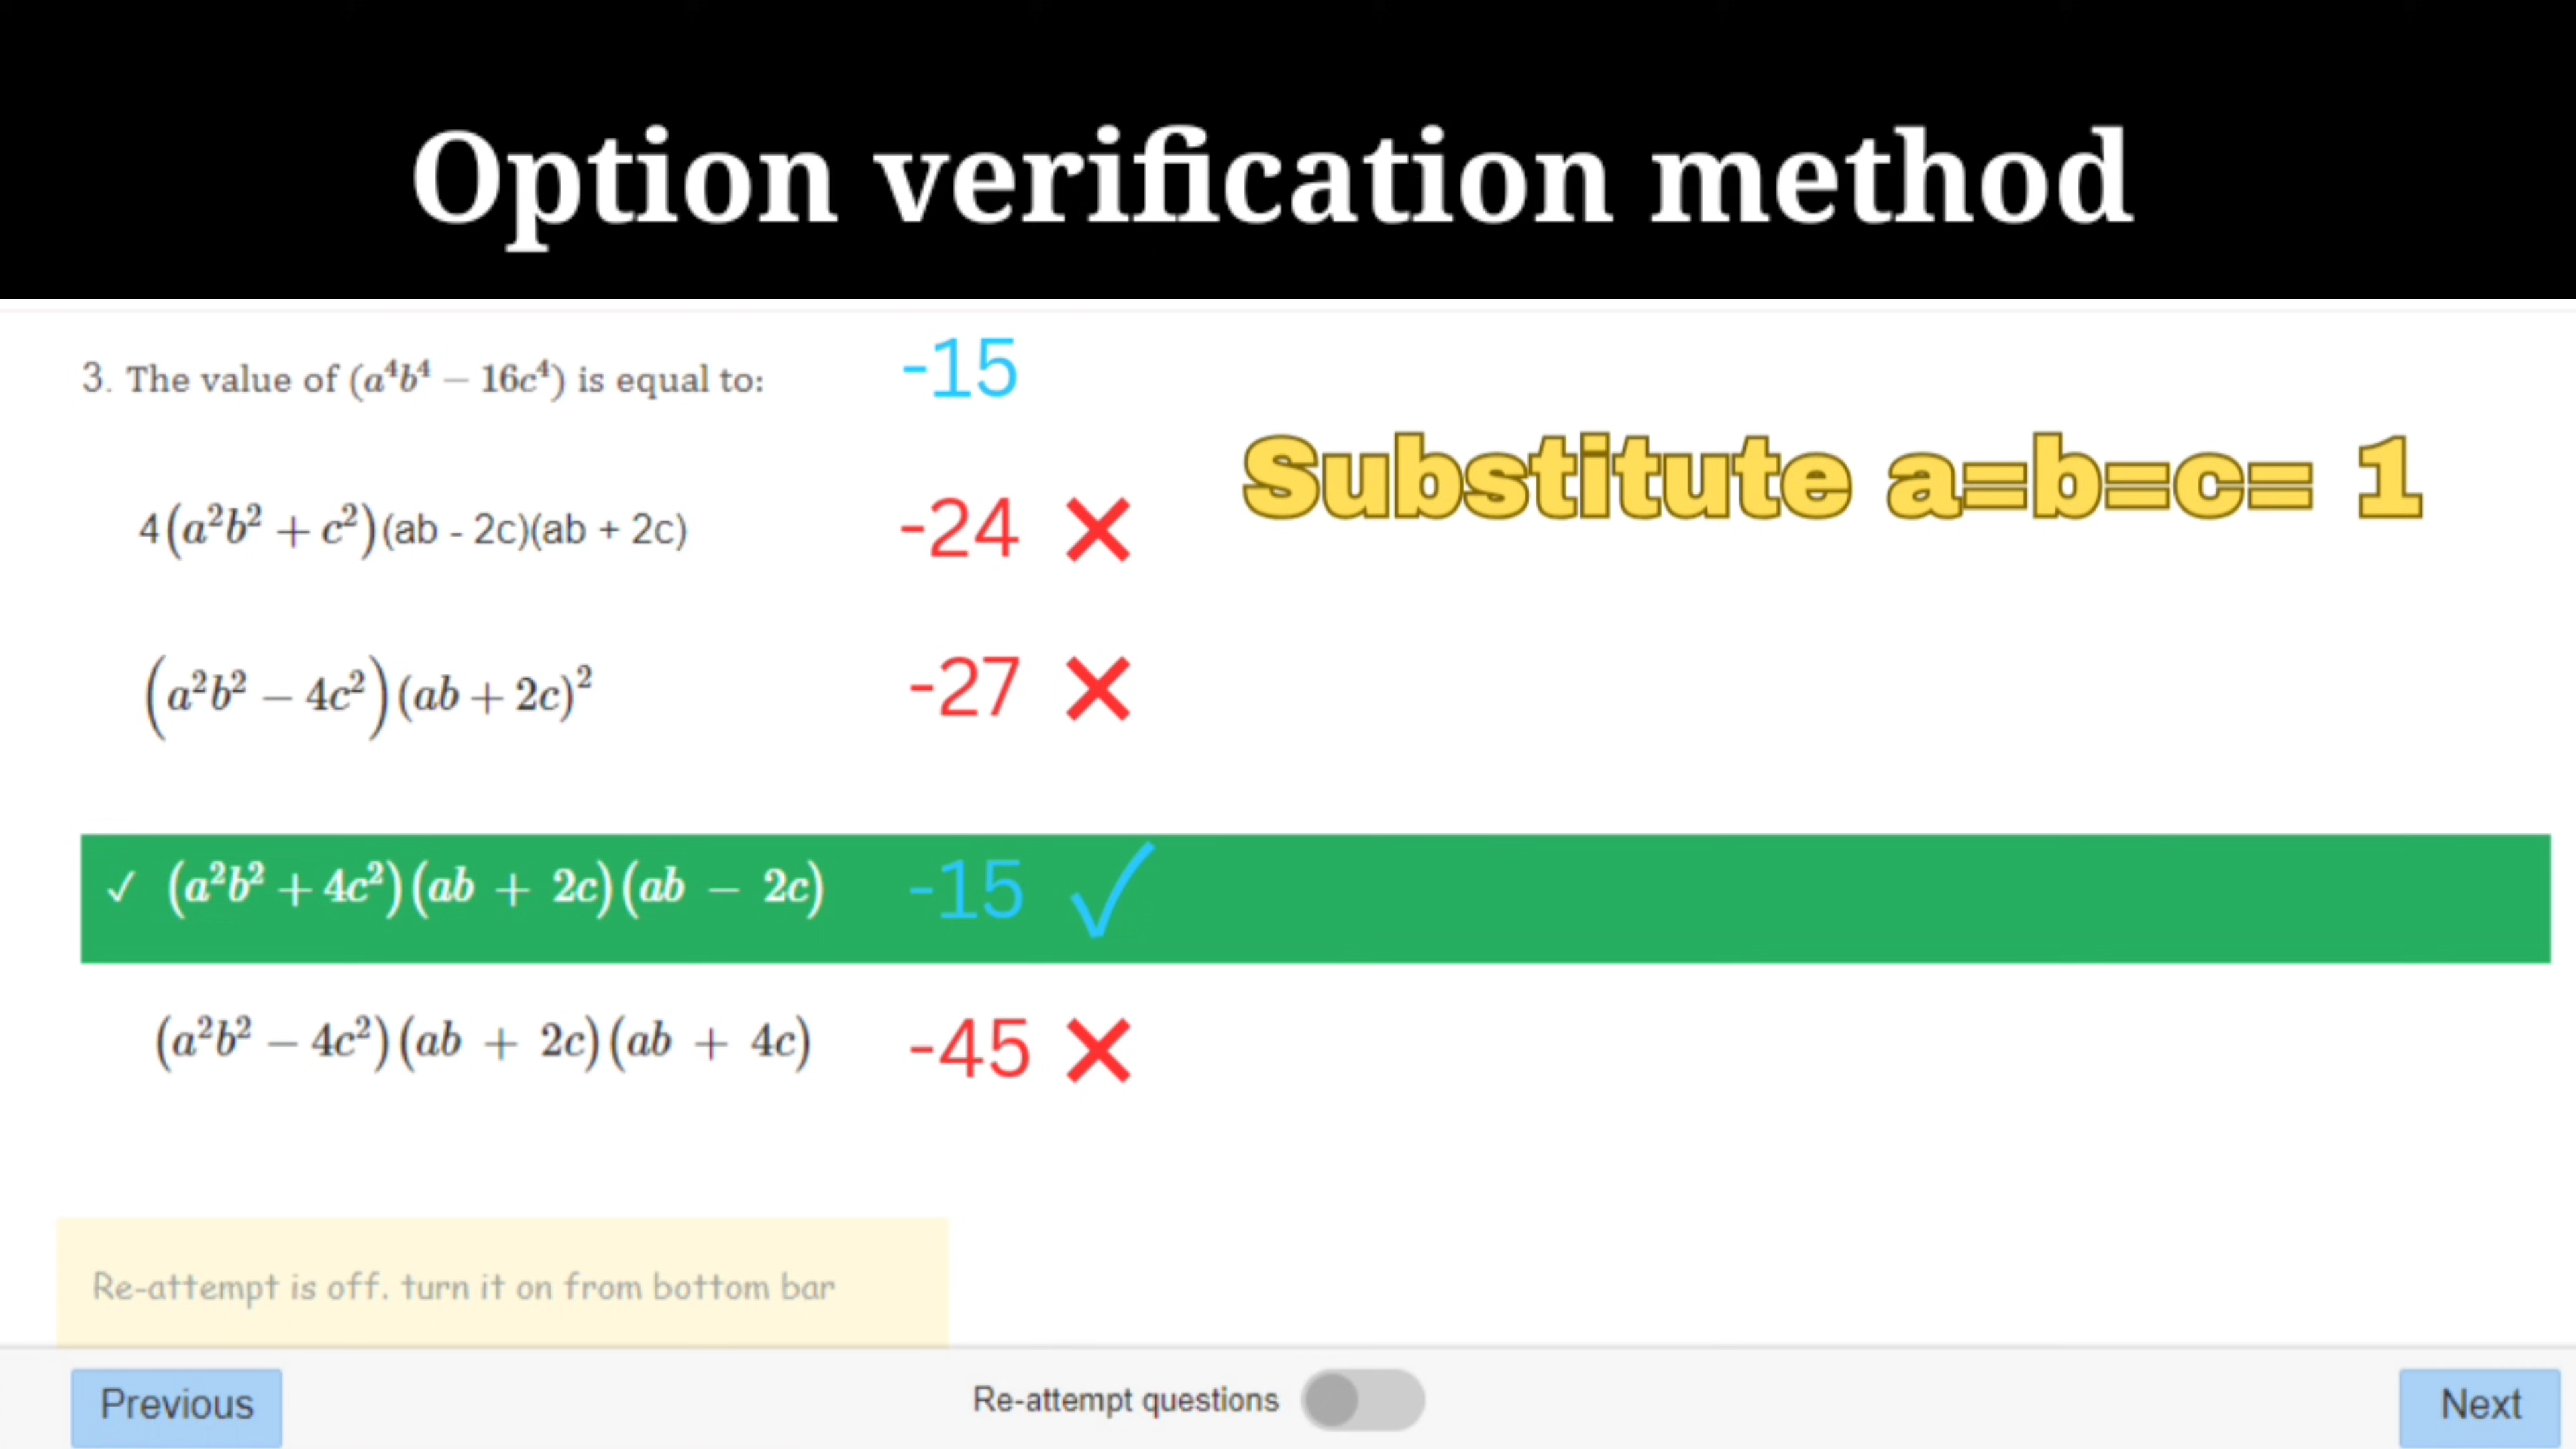 Option verification method
3. The value of (a⁴b⁴ − 16c⁴) is equal to: -15
Substitute a=b=c= 1
4(a²b² + c²)(ab - 2c)(ab + 2c) -24 ✕
(a²b² − 4c²)(ab + 2c)² -27 ✕
✓ (a²b² + 4c²)(ab + 2c)(ab − 2c) -15 ✓
(a²b² − 4c²)(ab + 2c)(ab + 4c) -45 ✕
Re-attempt is off. turn it on from bottom bar
Previous Re-attempt questions Next